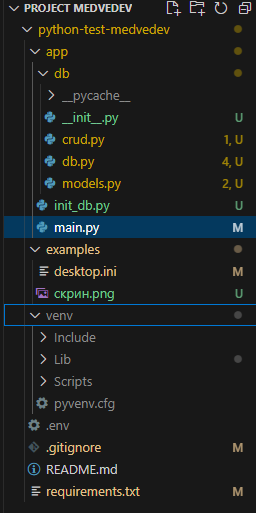 PROJECT MEDVEDEV
python-test-medvedev
app
db
__pycache__
__init__.py U
crud.py 1, U
db.py 4, U
models.py 2, U
init_db.py U
main.py M
examples
desktop.ini M
скрин.png U
venv
Include
Lib
Scripts
pyvenv.cfg
.env
.gitignore M
README.md
requirements.txt M